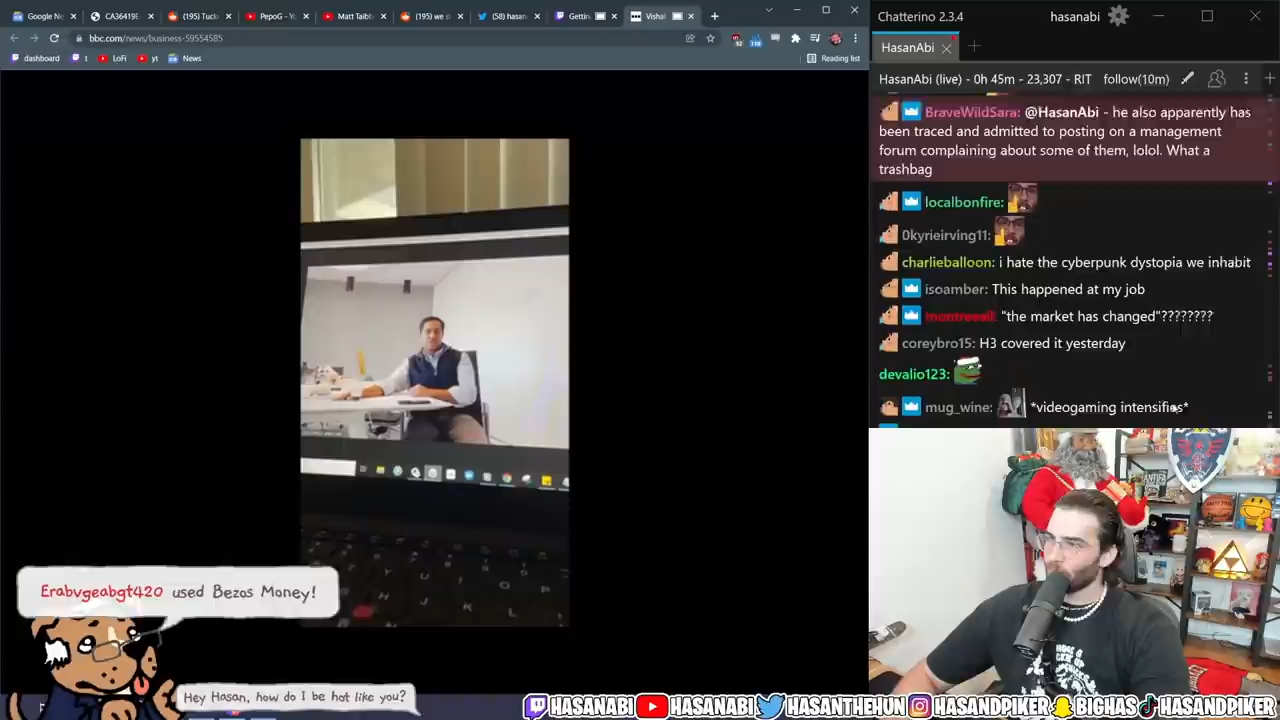 Google Ne
CA36419E
(195) Tuck
PepoG - Yo
Matt Taibb
(195) we s
(58) hasan
Gettin
Vishal
bbc.com/news/business-59554585
dashboard
t
LoFi
yt
News
Reading list
Chatterino 2.3.4
hasanabi
HasanAbi
HasanAbi (live) - 0h 45m - 23,307 - RIT
follow(10m)
BraveWildSara: @HasanAbi - he also apparently has
been traced and admitted to posting on a management
forum complaining about some of them, lolol. What a
trashbag
localbonfire:
0kyrieirving11:
charlieballoon: i hate the cyberpunk dystopia we inhabit
isoamber: This happened at my job
"the market has changed"????????
coreybro15: H3 covered it yesterday
devalio123:
mug_wine: *videogaming intensifies*
Erabvgeabgt420 used Bezos Money!
Hey Hasan, how do I be hot like you?
HASANABI
HASANABI
HASANTHEHUN
HASANDPIKER
BIGHAS
HASANDPIKER